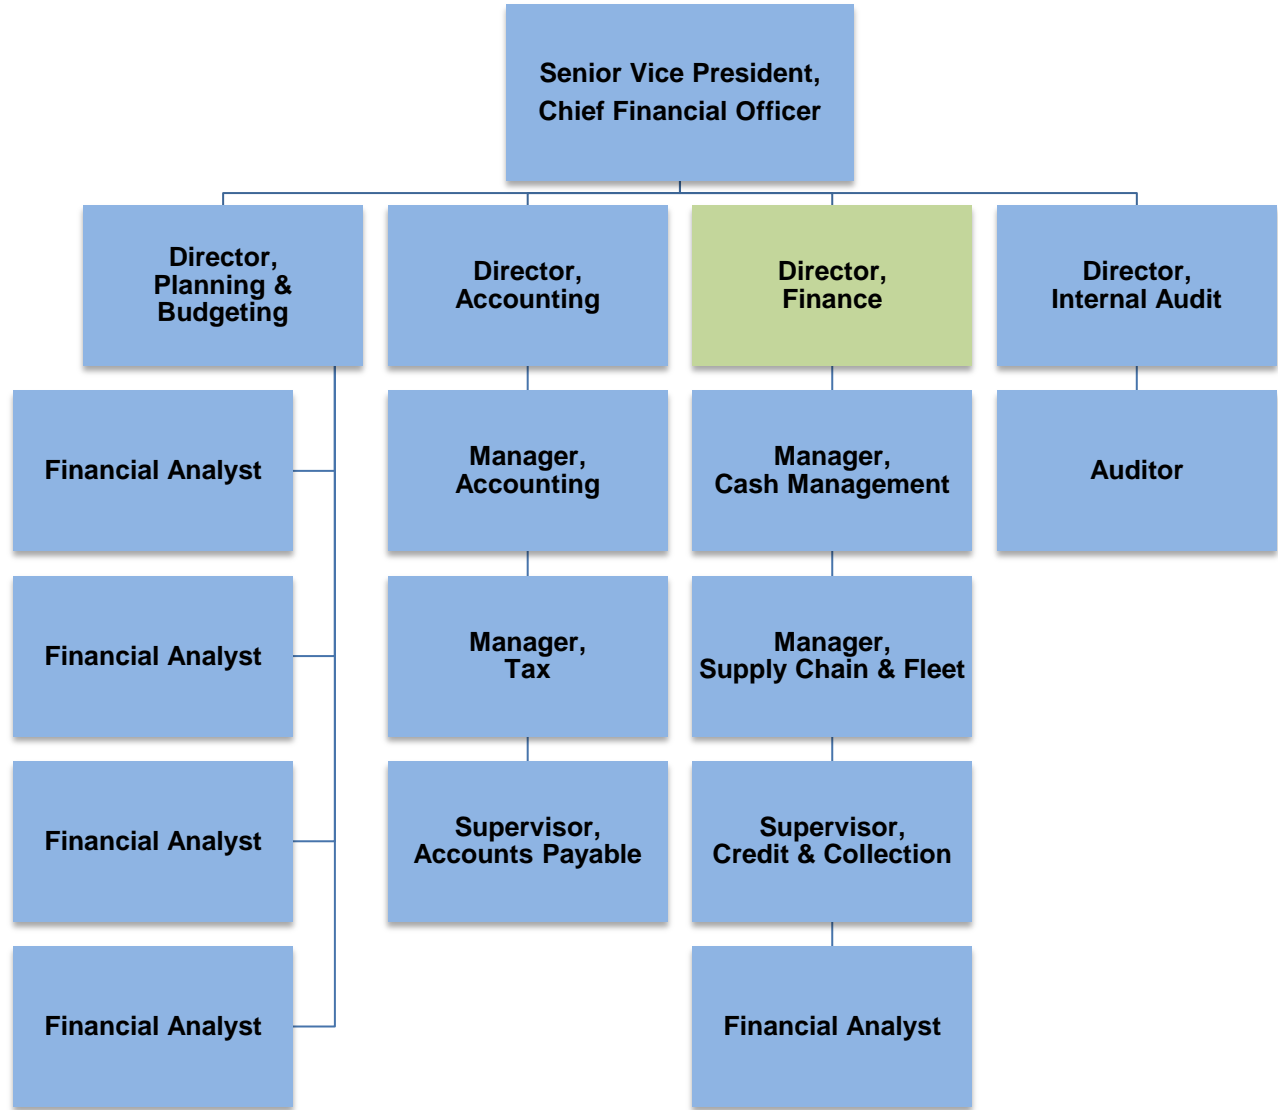 Senior Vice President,
Chief Financial Officer
Director,
Planning &
Budgeting
Director,
Accounting
Director,
Finance
Director,
Internal Audit
Financial Analyst
Manager,
Accounting
Manager,
Cash Management
Auditor
Financial Analyst
Manager,
Tax
Manager,
Supply Chain & Fleet
Financial Analyst
Supervisor,
Accounts Payable
Supervisor,
Credit & Collection
Financial Analyst
Financial Analyst